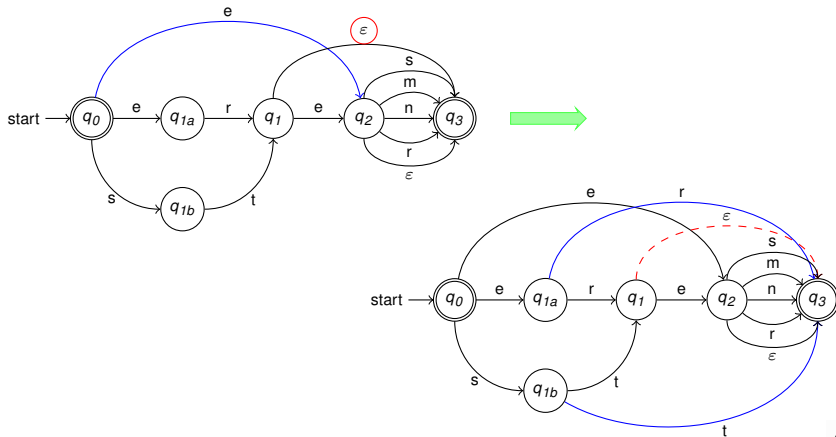 e
ε
s
m
start q0 e q1a r q1 e q2 n q3
r
ε
s t
q1b
e r
ε
s
m
start q0 e q1a r q1 e q2 n q3
r
ε
s t
q1b
t
.